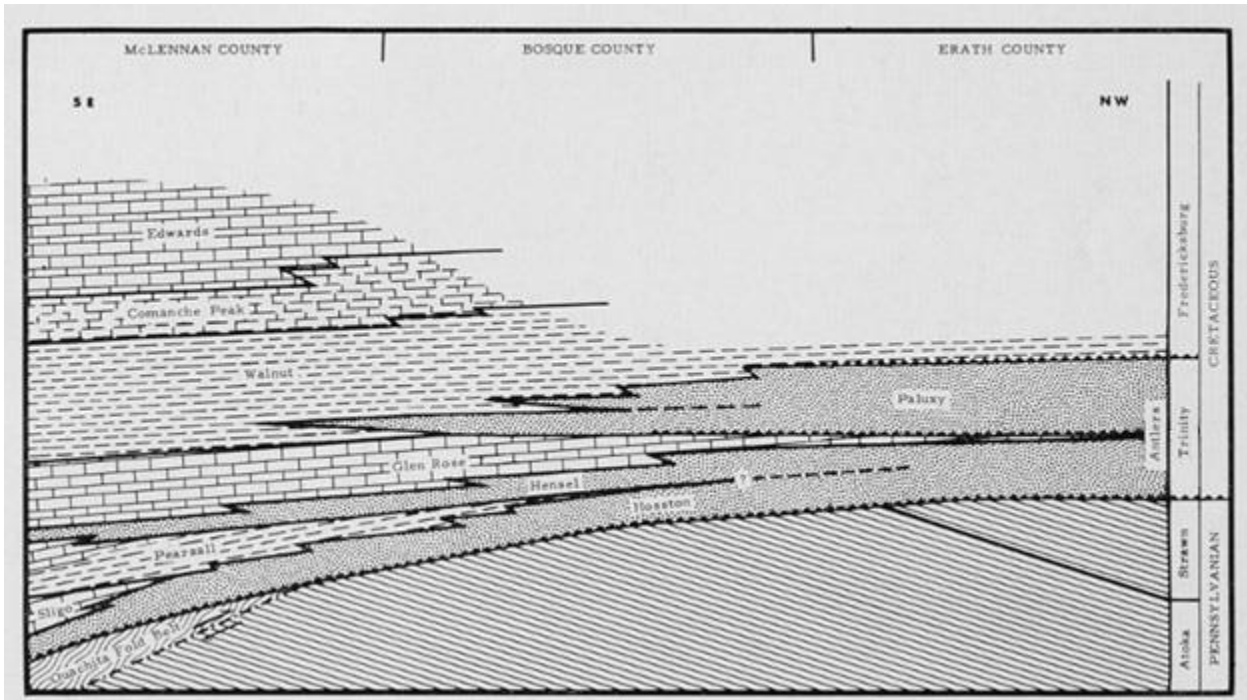 McLENNAN COUNTY
BOSQUE COUNTY
ERATH COUNTY
SE
NW
Edwards
Comanche Peak
Walnut
Paluxy
Glen Rose
Hensel
?
Hosston
Pearsall
Sligo
Ouachita Fold Belt
Antlers
Fredericksburg
Trinity
Strawn
Atoka
CRETACEOUS
PENNSYLVANIAN